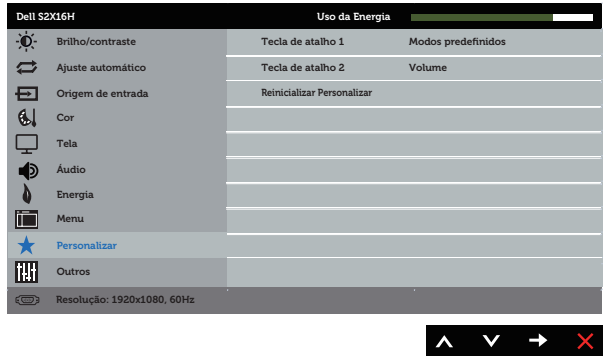 Dell S2X16H Uso da Energia
Brilho/contraste Tecla de atalho 1 Modos predefinidos
Ajuste automático Tecla de atalho 2 Volume
Origem de entrada Reinicializar Personalizar
Cor
Tela
Áudio
Energia
Menu
Personalizar
Outros
Resolução: 1920x1080, 60Hz